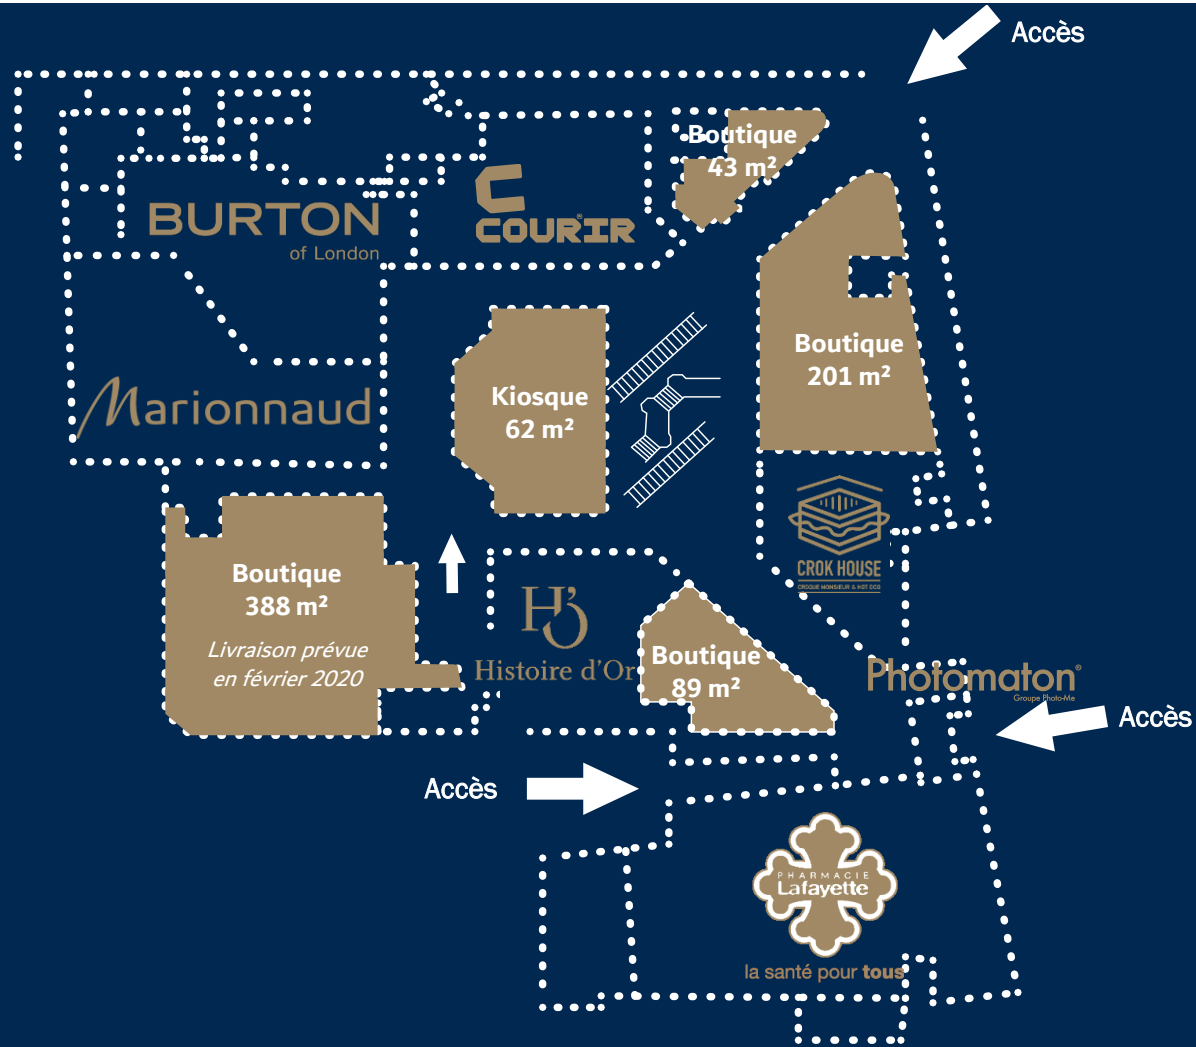 Accès
Boutique
43 m²
COURIR
BURTON
of London
Boutique
201 m²
Marionnaud
Kiosque
62 m²
CROK HOUSE
CROQUE MONSIEUR & HOT DOG
Boutique
388 m²
Livraison prévue
en février 2020
Histoire d'Or
Boutique
89 m²
Photomaton
Groupe Photo-Me
Accès
Accès
PHARMACIE
Lafayette
la santé pour tous